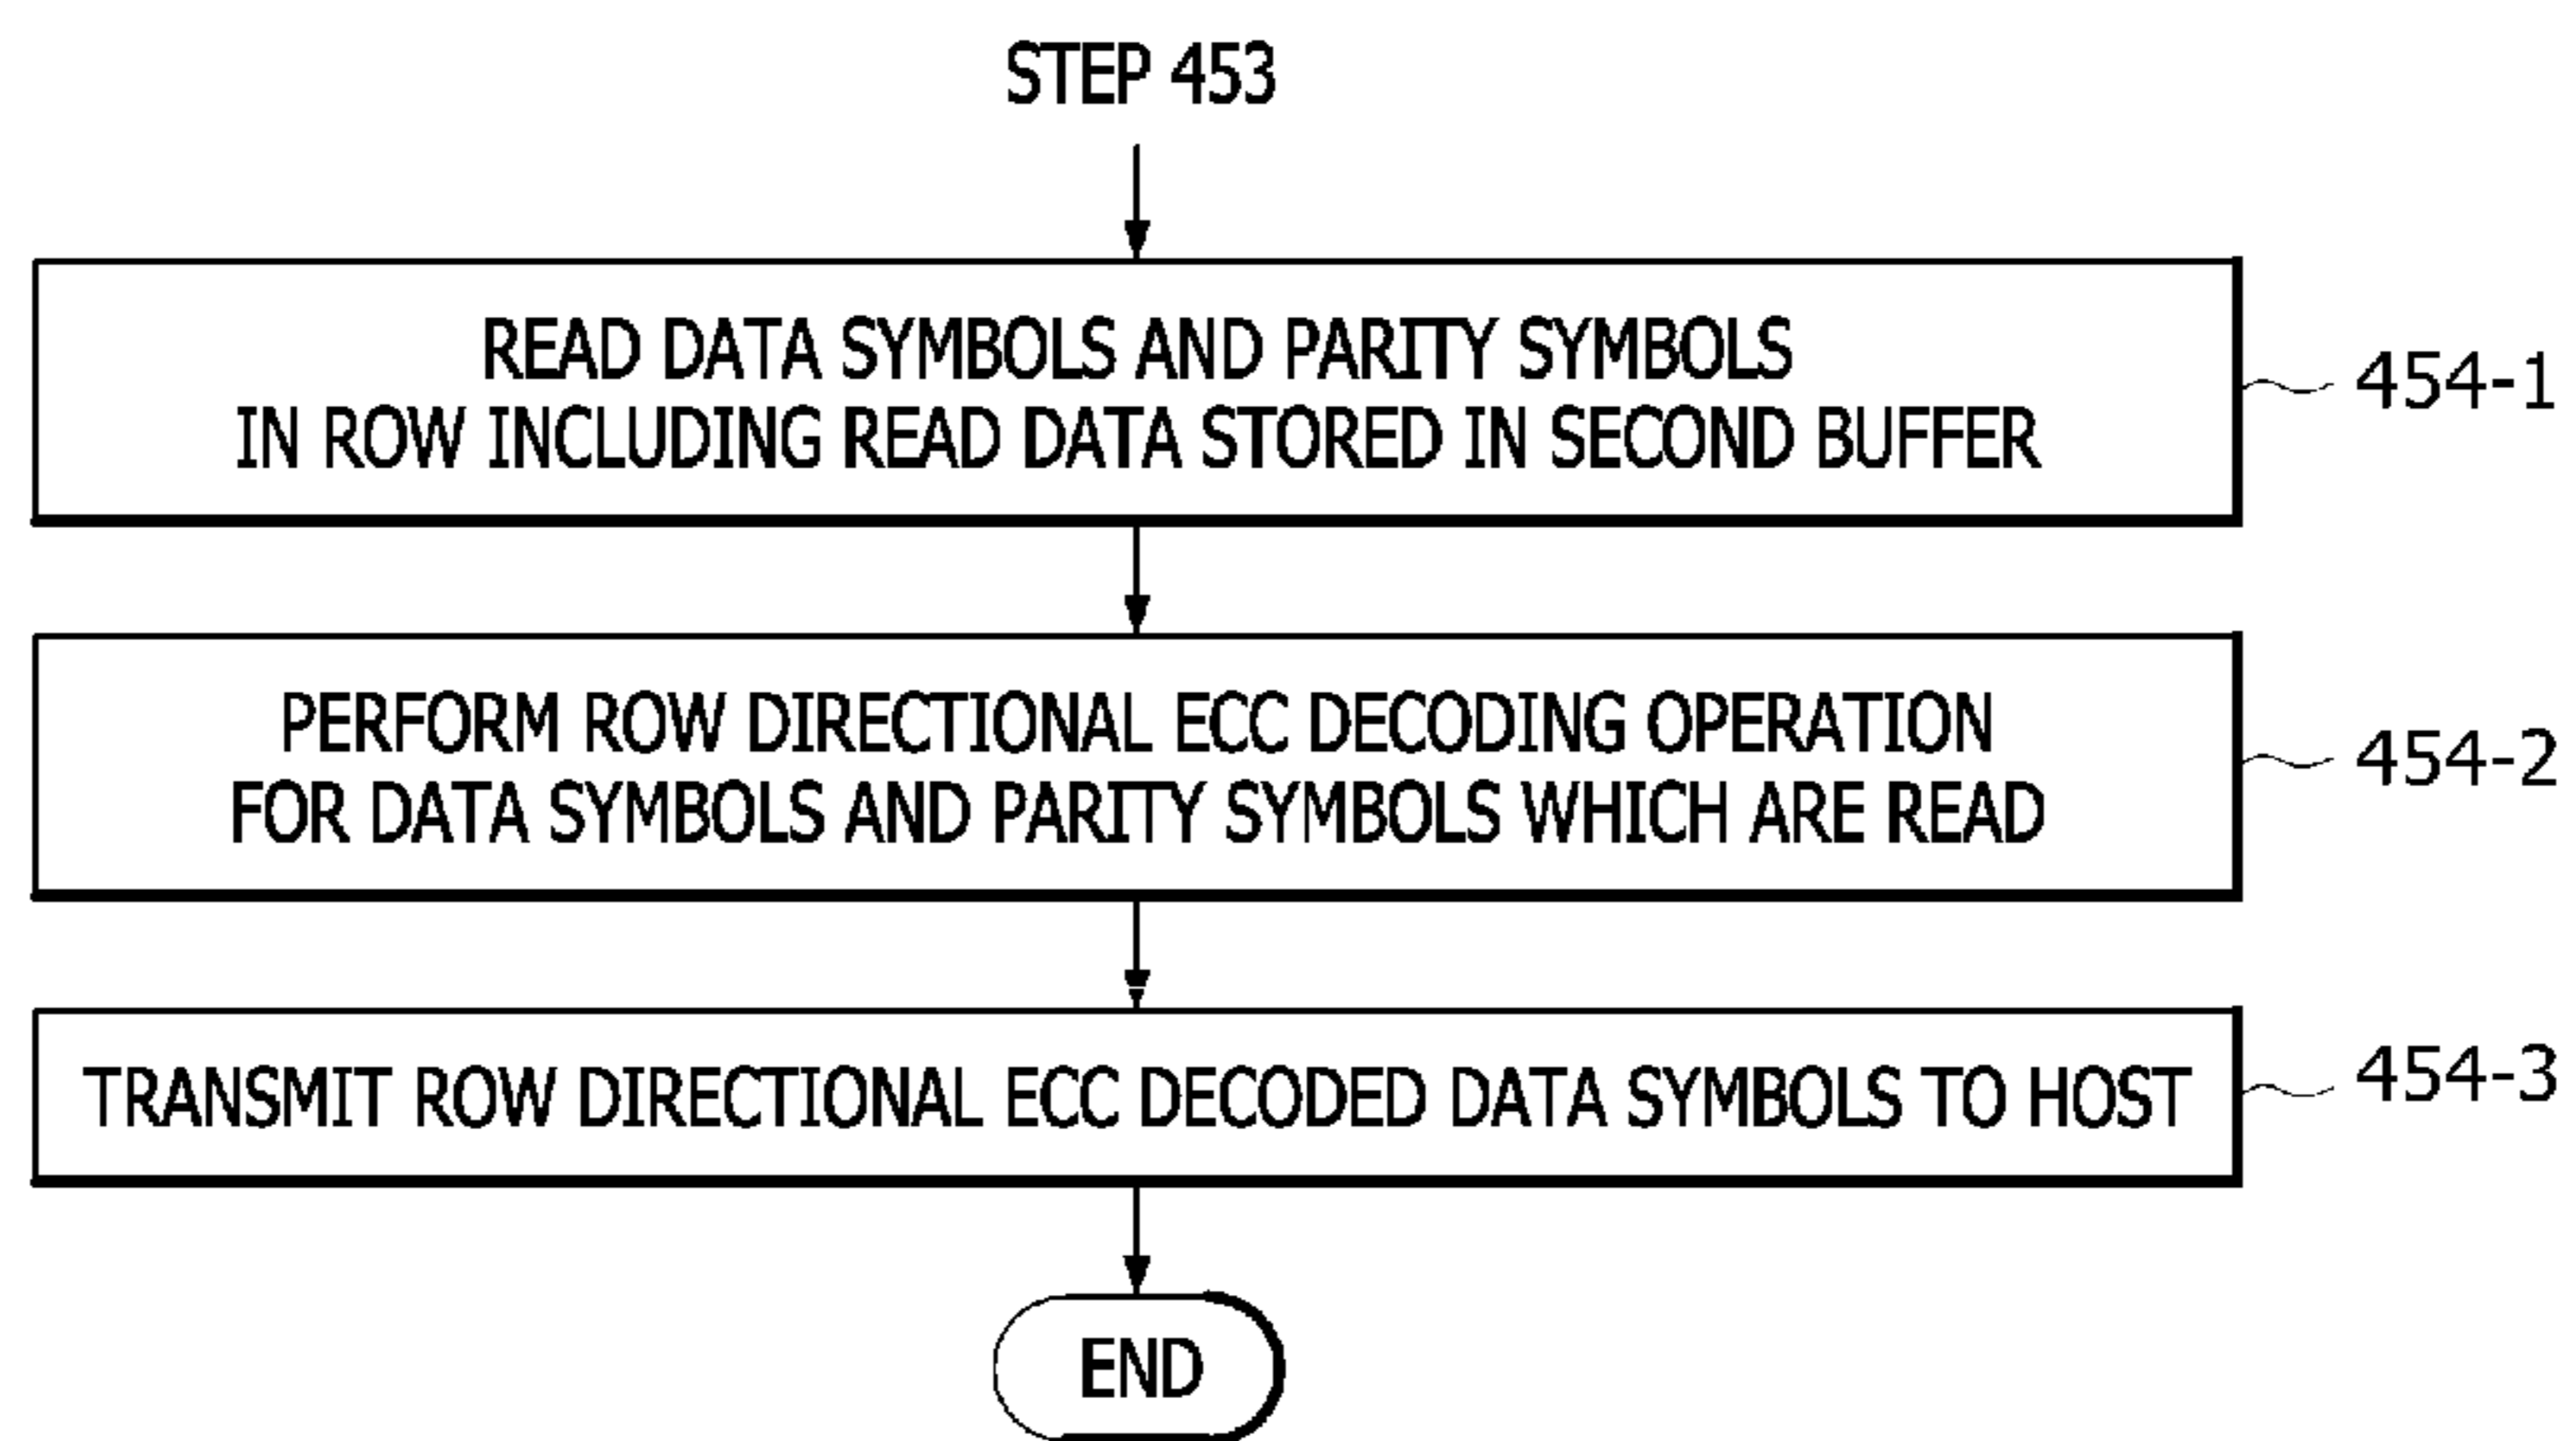 STEP 453
READ DATA SYMBOLS AND PARITY SYMBOLS
IN ROW INCLUDING READ DATA STORED IN SECOND BUFFER
454-1
PERFORM ROW DIRECTIONAL ECC DECODING OPERATION
FOR DATA SYMBOLS AND PARITY SYMBOLS WHICH ARE READ
454-2
TRANSMIT ROW DIRECTIONAL ECC DECODED DATA SYMBOLS TO HOST
454-3
END